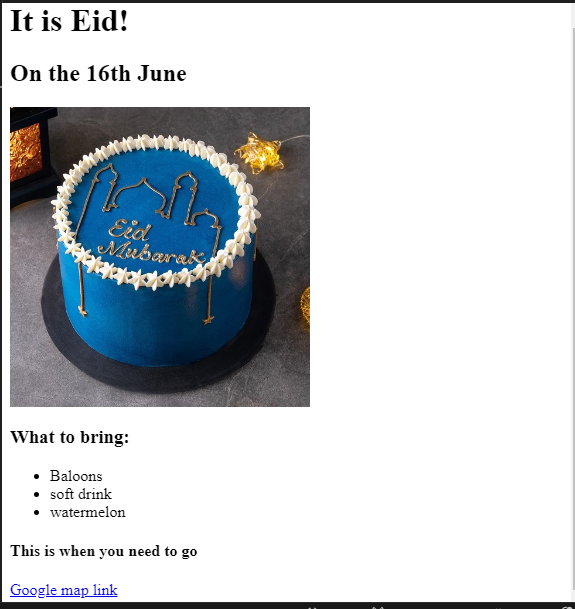 It is Eid!
On the 16th June
Eid
Mubarak
What to bring:
Baloons
soft drink
watermelon
This is when you need to go
Google map link